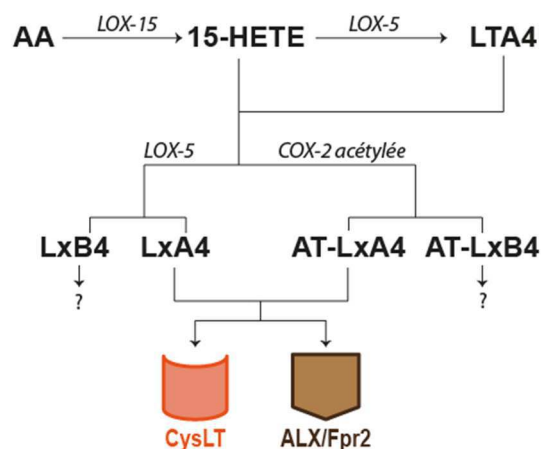 LOX-15 LOX-5
AA 15-HETE LTA4
LOX-5 COX-2 acétylée
LxB4 LxA4 AT-LxA4 AT-LxB4
? ?
CysLT ALX/Fpr2